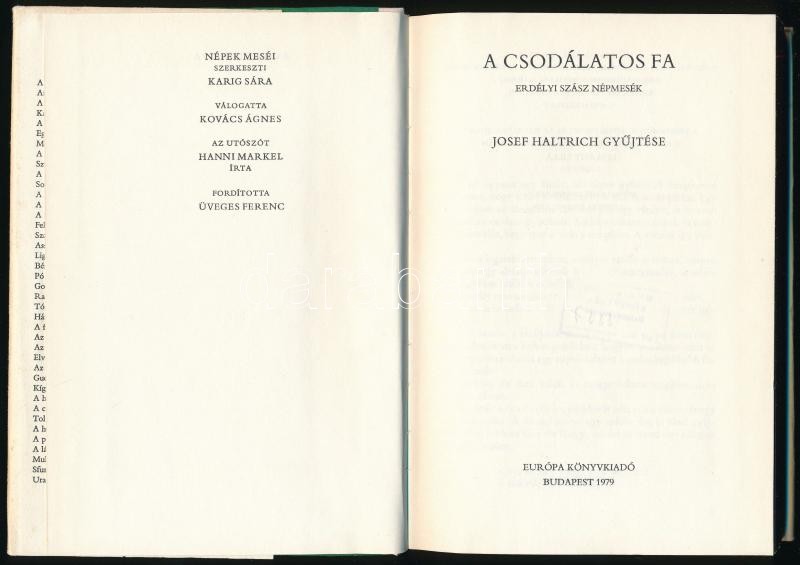 NÉPEK MESÉI
SZERKESZTI
KARIG SÁRA
VÁLOGATTA
KOVÁCS ÁGNES
AZ UTÓSZÓT
HANNI MARKEL
ÍRTA
FORDÍTOTTA
ÜVEGES FERENC
A CSODÁLATOS FA
ERDÉLYI SZÁSZ NÉPMESÉK
JOSEF HALTRICH GYŰJTÉSE
EURÓPA KÖNYVKIADÓ
BUDAPEST 1979